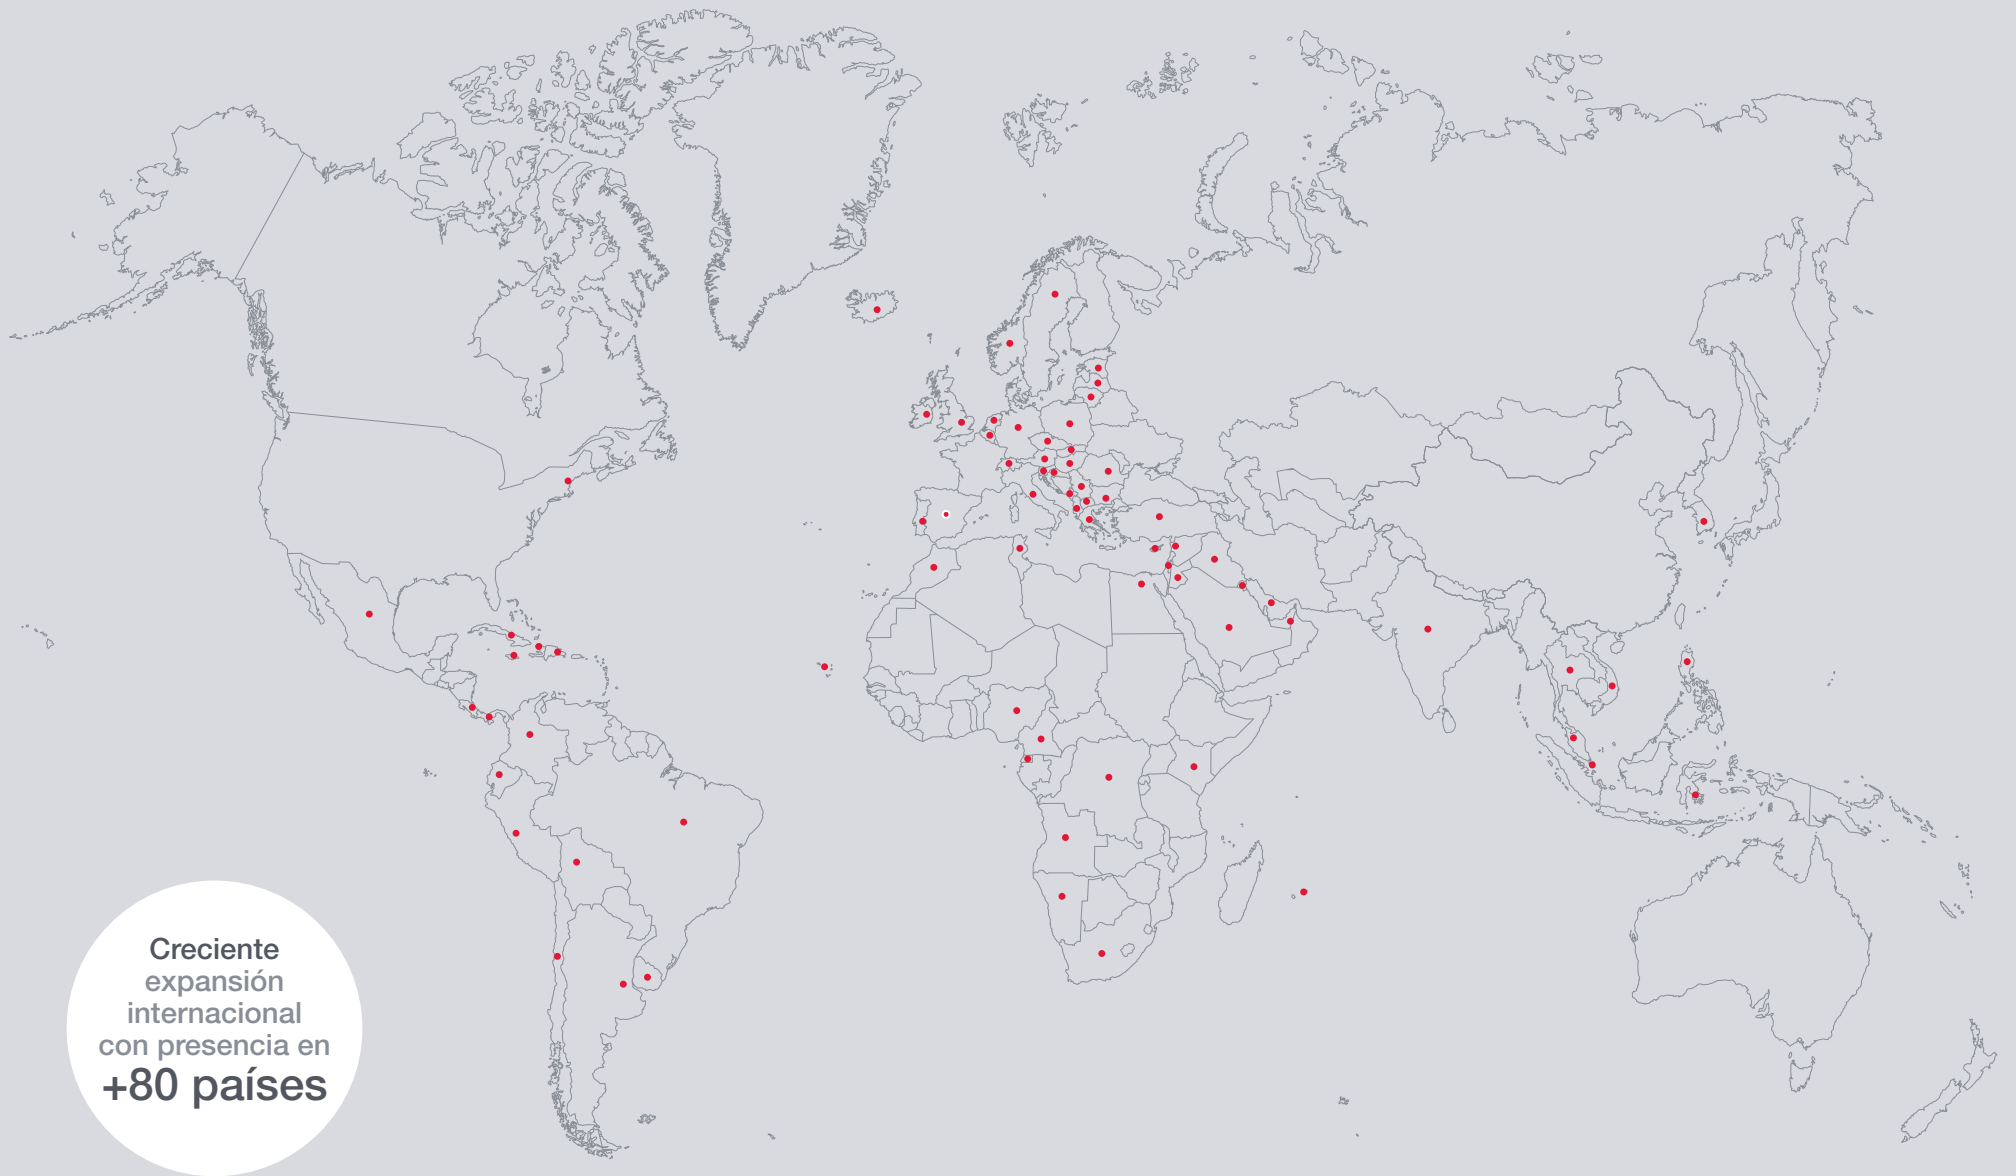 Creciente
expansión
internacional
con presencia en
+80 países